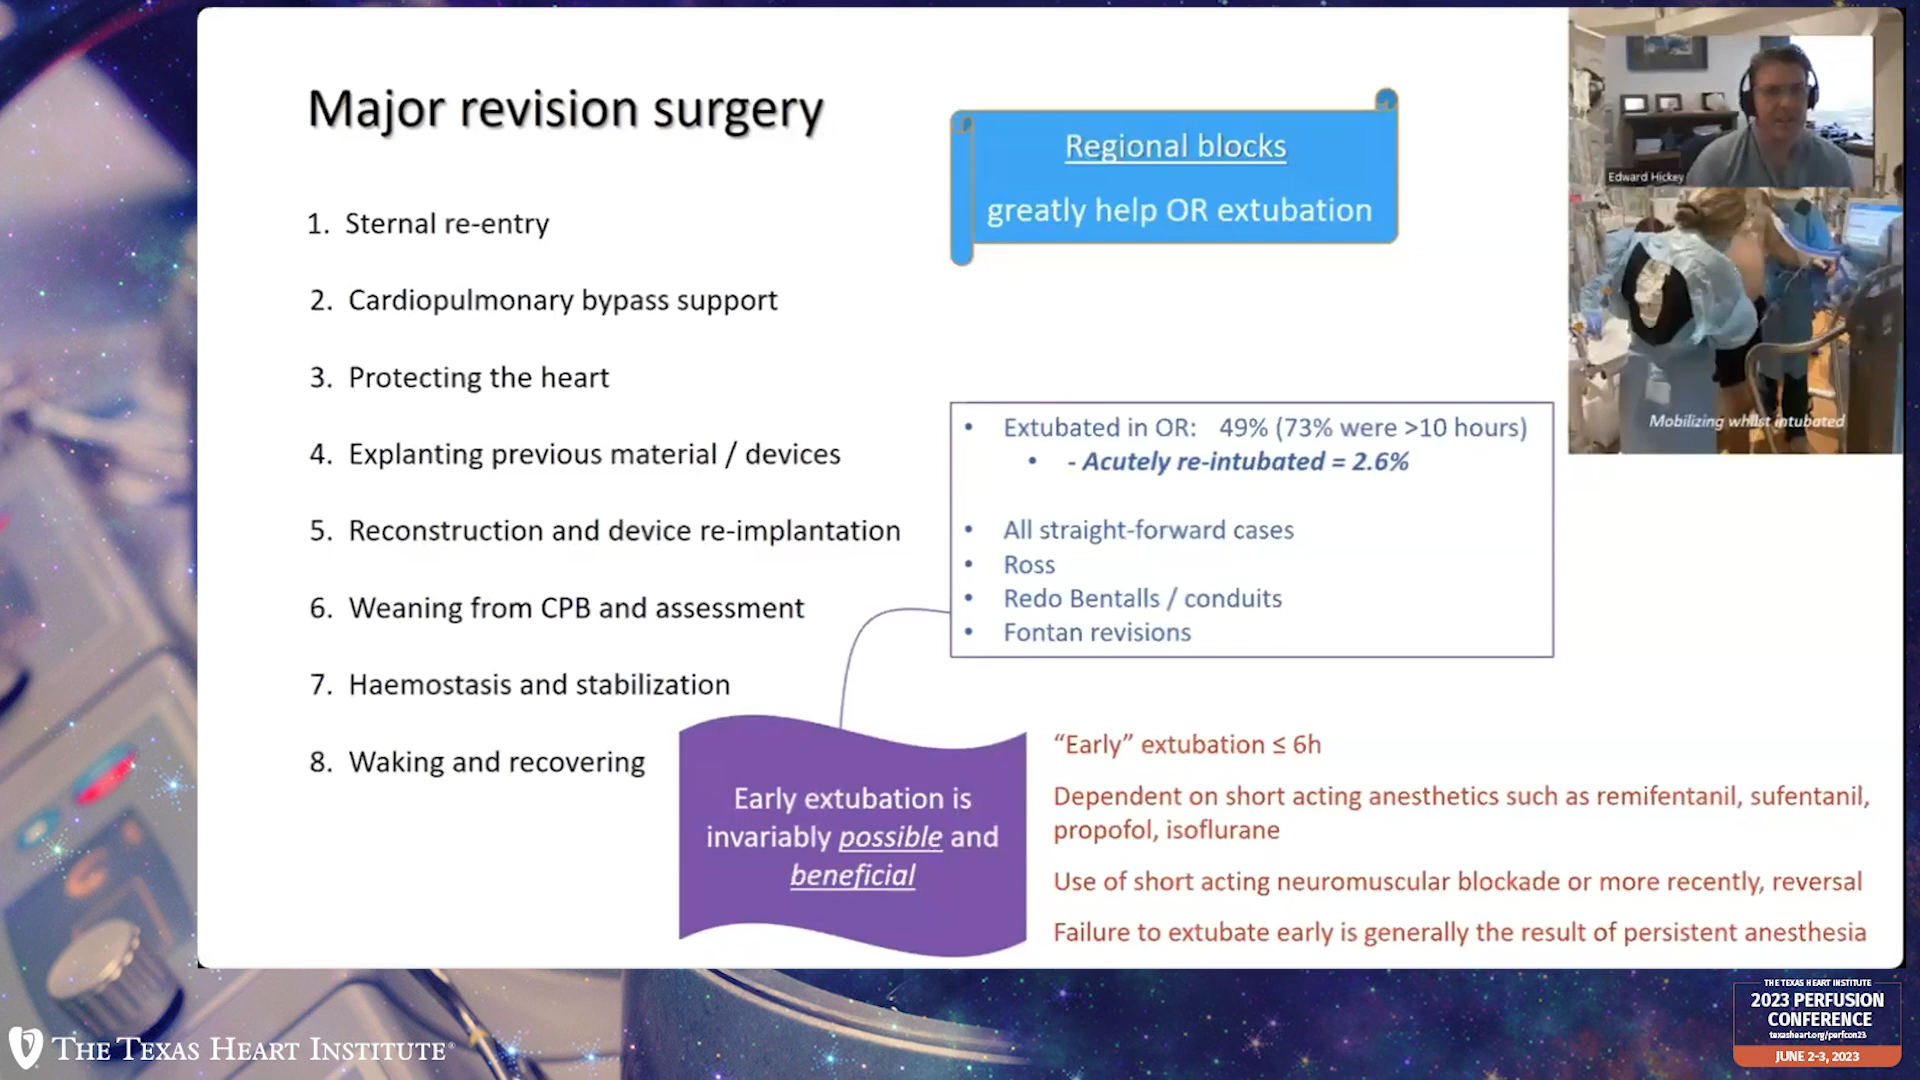 Major revision surgery
1. Sternal re-entry
2. Cardiopulmonary bypass support
3. Protecting the heart
4. Explanting previous material / devices
5. Reconstruction and device re-implantation
6. Weaning from CPB and assessment
7. Haemostasis and stabilization
8. Waking and recovering
Regional blocks
greatly help OR extubation
Edward Hickey
Mobilizing whilst intubated
• Extubated in OR: 49% (73% were >10 hours)
• - Acutely re-intubated = 2.6%
• All straight-forward cases
• Ross
• Redo Bentalls / conduits
• Fontan revisions
Early extubation is
invariably possible and
beneficial
“Early” extubation ≤ 6h
Dependent on short acting anesthetics such as remifentanil, sufentanil,
propofol, isoflurane
Use of short acting neuromuscular blockade or more recently, reversal
Failure to extubate early is generally the result of persistent anesthesia
THE TEXAS HEART INSTITUTE®
THE TEXAS HEART INSTITUTE
2023 PERFUSION
CONFERENCE
texasheart.org/perfcon23
JUNE 2-3, 2023